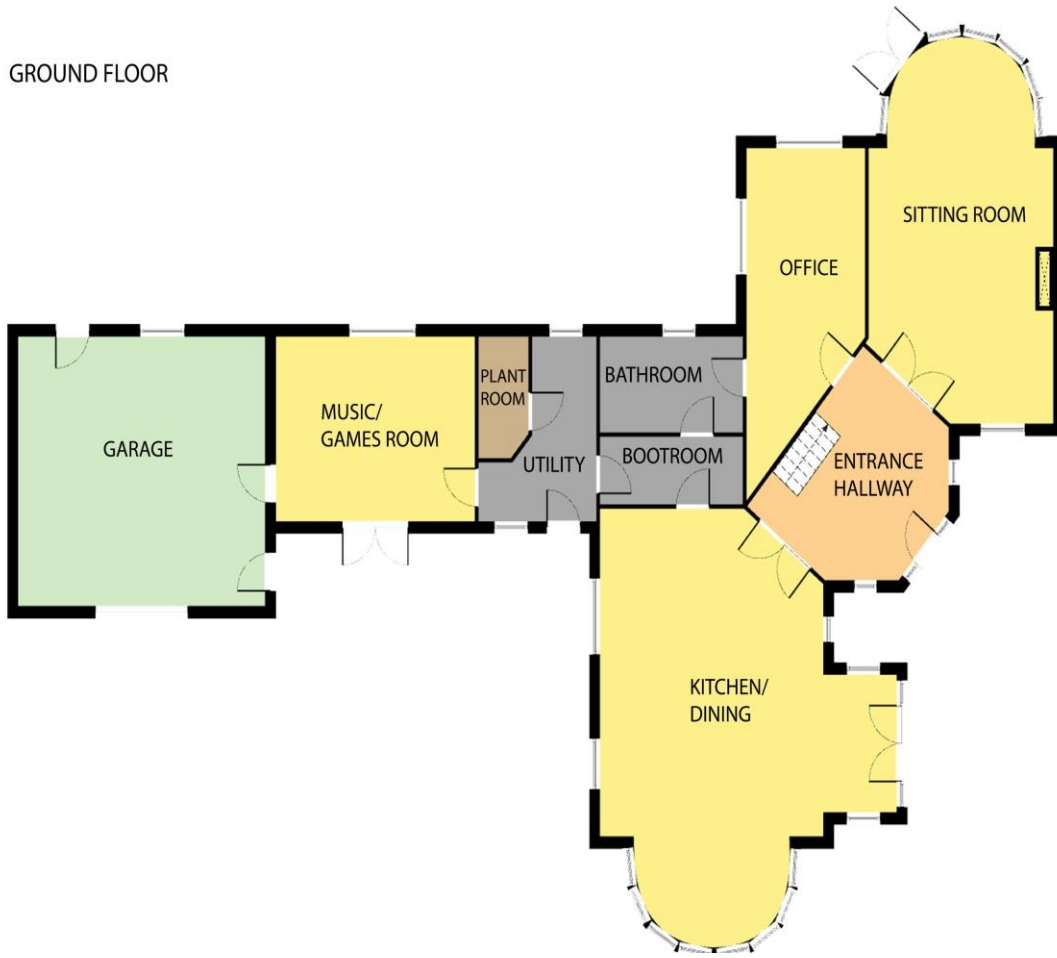 GROUND FLOOR
SITTING ROOM
OFFICE
PLANT
ROOM
BATHROOM
MUSIC/
GAMES ROOM
GARAGE
UTILITY
BOOTROOM
ENTRANCE
HALLWAY
KITCHEN/
DINING